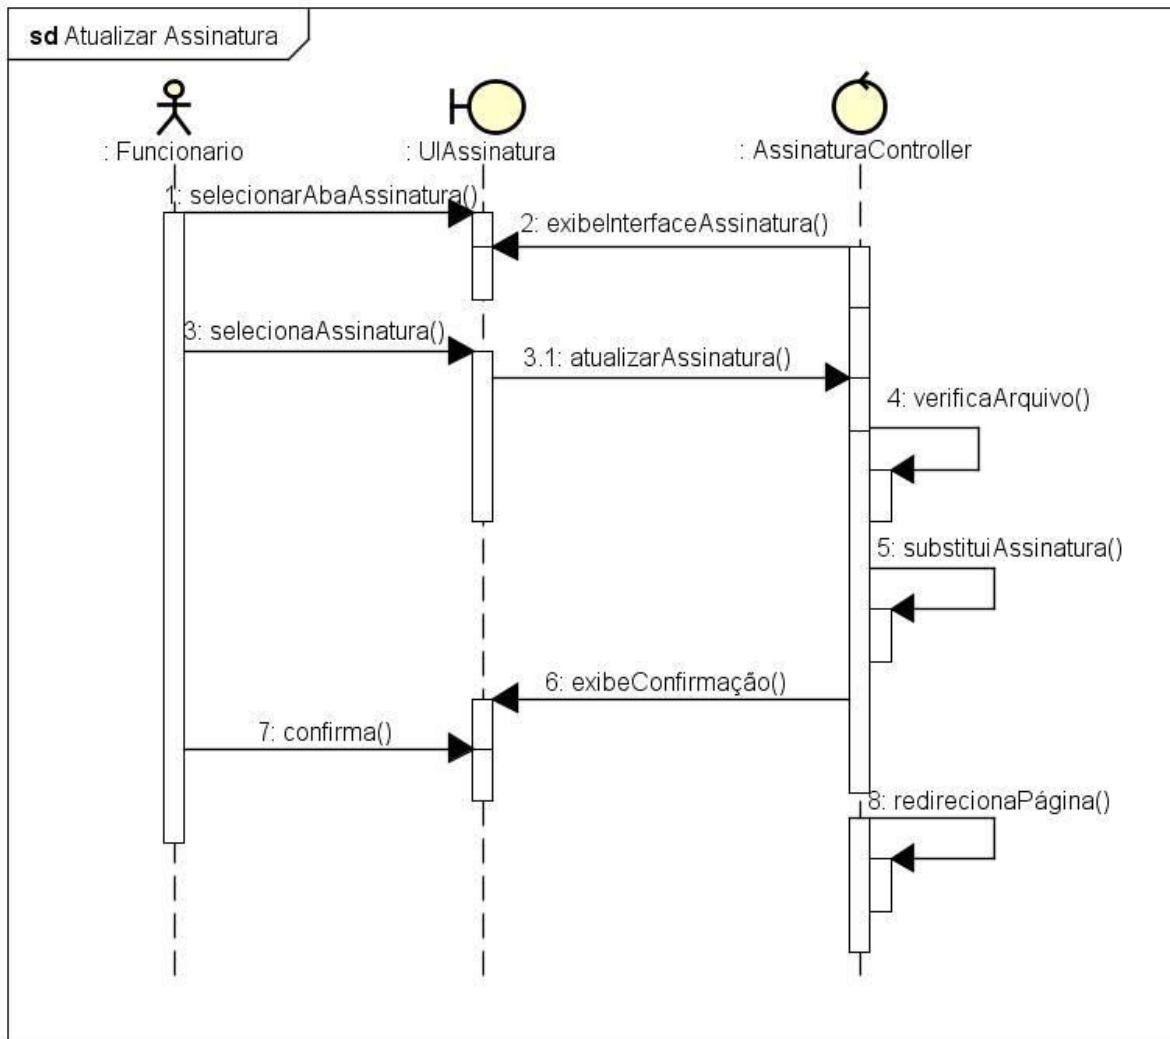 sd Atualizar Assinatura
: Funcionario
: UIAssinatura
: AssinaturaController
1: selecionarAbaAssinatura()
2: exibeInterfaceAssinatura()
3: selecionaAssinatura()
3.1: atualizarAssinatura()
4: verificaArquivo()
5: substituiAssinatura()
6: exibeConfirmação()
7: confirma()
8: redirecionaPágina()